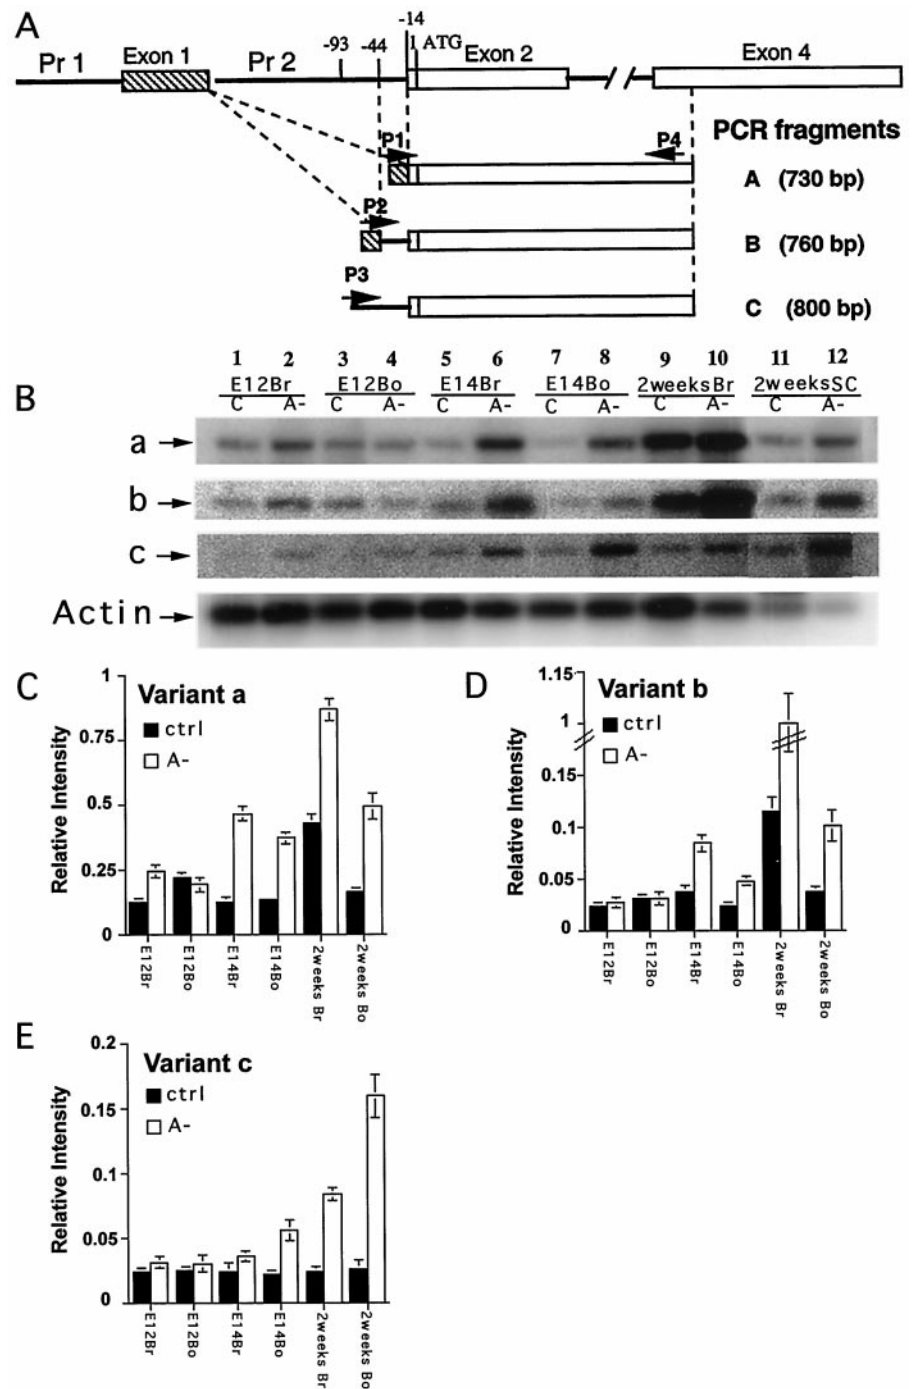 A
-14
-93 -44 1 ATG
Pr 1 Exon 1 Pr 2 Exon 2 Exon 4
P1 P4 PCR fragments
A (730 bp)
P2
B (760 bp)
P3
C (800 bp)
1 2 3 4 5 6 7 8 9 10 11 12
B E12Br E12Bo E14Br E14Bo 2weeksBr 2weeksSC
C A- C A- C A- C A- C A- C A-
a
b
c
Actin
C
Variant a
ctrl
A-
Relative Intensity
1
0.75
0.5
0.25
0
E12Br
E12Bo
E14Br
E14Bo
2weeks Br
2weeks Bo
D
Variant b
ctrl
A-
Relative Intensity
1.15
1
0.15
0.1
0.05
0
E12Br
E12Bo
E14Br
E14Bo
2weeks Br
2weeks Bo
E
Variant c
ctrl
A-
Relative Intensity
0.2
0.15
0.1
0.05
0
E12Br
E12Bo
E14Br
E14Bo
2weeks Br
2weeks Bo